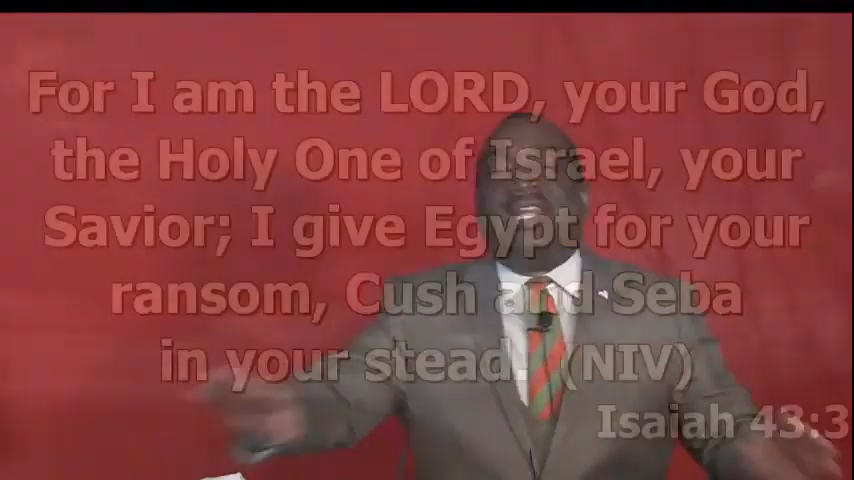 For I am the LORD, your God,
the Holy One of Israel, your
Savior; I give Egypt for your
ransom, Cush and Seba
in your stead. (NIV)
Isaiah 43:3